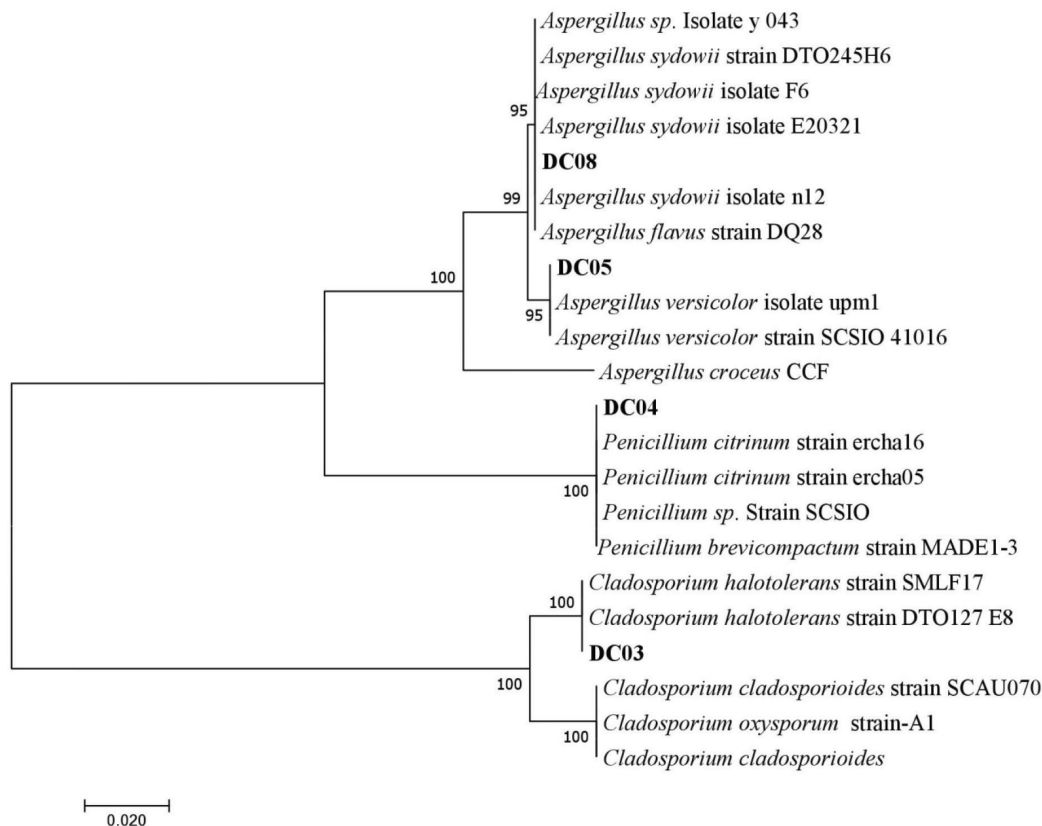 Aspergillus sp. Isolate y 043
Aspergillus sydowii strain DTO245H6
Aspergillus sydowii isolate F6
95
Aspergillus sydowii isolate E20321
DC08
99
Aspergillus sydowii isolate n12
Aspergillus flavus strain DQ28
DC05
100
Aspergillus versicolor isolate upm1
95
Aspergillus versicolor strain SCSIO 41016
Aspergillus croceus CCF
DC04
Penicillium citrinum strain ercha16
Penicillium citrinum strain ercha05
100
Penicillium sp. Strain SCSIO
Penicillium brevicompactum strain MADE1-3
Cladosporium halotolerans strain SMLF17
100
Cladosporium halotolerans strain DTO127 E8
DC03
100
Cladosporium cladosporioides strain SCAU070
Cladosporium oxysporum strain-A1
100
Cladosporium cladosporioides
0.020